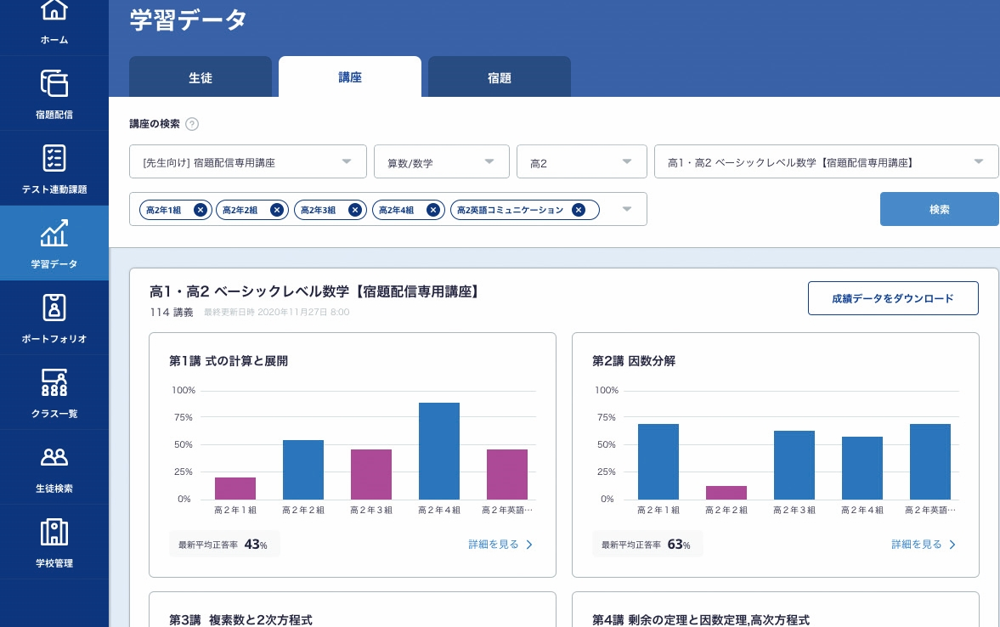 学習データ
ホーム
宿題配信
テスト連動課題
学習データ
ポートフォリオ
クラス一覧
生徒検索
学校管理
生徒
講座
宿題
講座の検索 ?
[先生向け] 宿題配信専用講座
算数/数学
高2
高1・高2 ベーシックレベル数学【宿題配信専用講座】
高2年1組
高2年2組
高2年3組
高2年4組
高2英語コミュニケーション
検索
高1・高2 ベーシックレベル数学【宿題配信専用講座】
114 講義 最終更新日時 2020年11月27日 8:00
成績データをダウンロード
第1講 式の計算と展開
100%
75%
50%
25%
0%
高２年１組 高２年２組 高２年３組 高２年４組 高２年英語…
最新平均正答率 43%
詳細を見る
第2講 因数分解
100%
75%
50%
25%
0%
高２年１組 高２年２組 高２年３組 高２年４組 高２年英語…
最新平均正答率 63%
詳細を見る
第3講 複素数と2次方程式
第4講 剰余の定理と因数定理,高次方程式